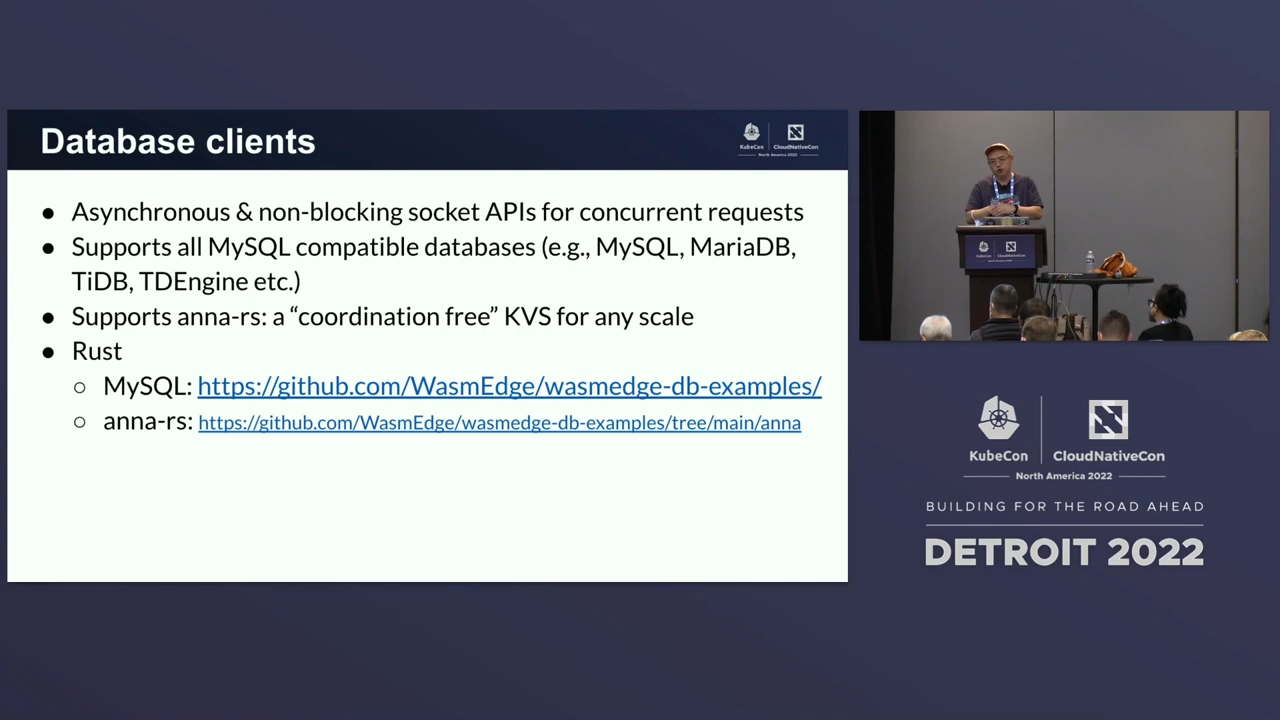 Database clients
KubeCon
CloudNativeCon
North America 2022
● Asynchronous & non-blocking socket APIs for concurrent requests
● Supports all MySQL compatible databases (e.g., MySQL, MariaDB,
TiDB, TDEngine etc.)
● Supports anna-rs: a “coordination free” KVS for any scale
● Rust
○ MySQL: https://github.com/WasmEdge/wasmedge-db-examples/
○ anna-rs: https://github.com/WasmEdge/wasmedge-db-examples/tree/main/anna
KubeCon
CloudNativeCon
North America 2022
BUILDING FOR THE ROAD AHEAD
DETROIT 2022